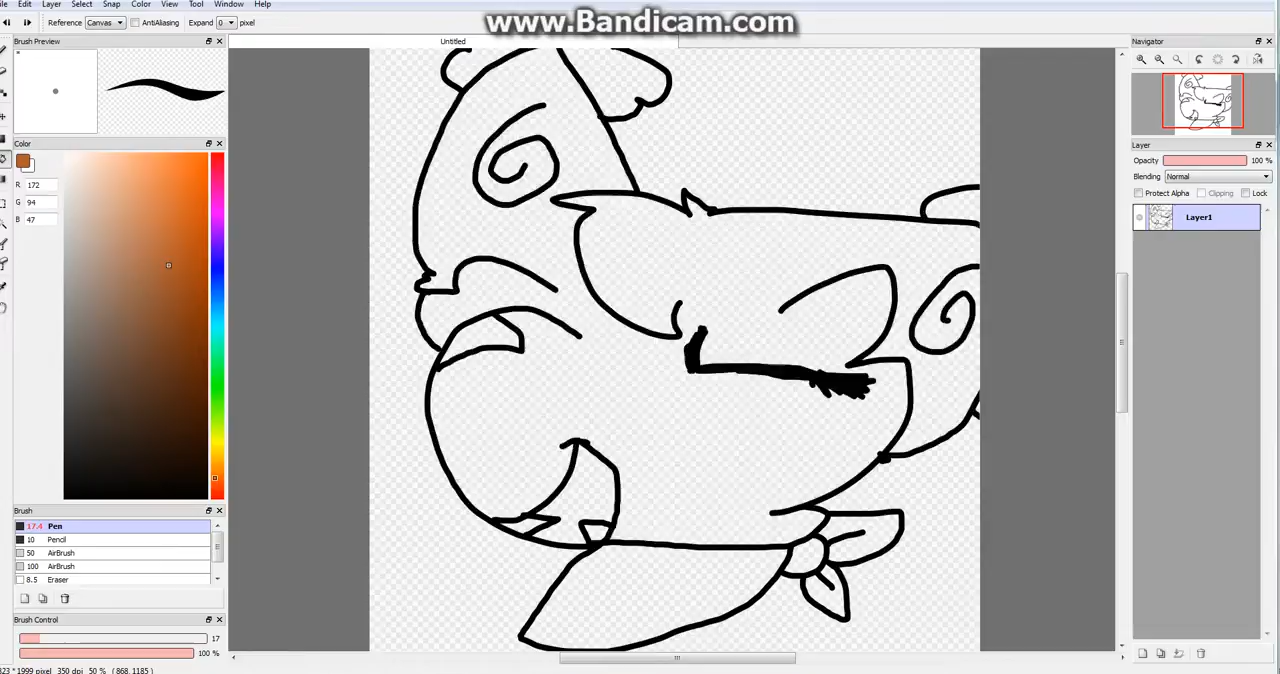 www.Bandicam.com
File Edit Layer Select Snap Color View Tool Window Help
Reference Canvas AntiAliasing Expand 0 pixel
Brush Preview
Untitled
Navigator
Color
R 172
G 94
B 47
Layer
Opacity 100 %
Blending Normal
Protect Alpha Clipping Lock
Layer1
Brush
17.4 Pen
10 Pencil
50 AirBrush
100 AirBrush
8.5 Eraser
Brush Control
17
100 %
323 * 1999 pixel 350 dpi 50 % ( 868, 1185 )